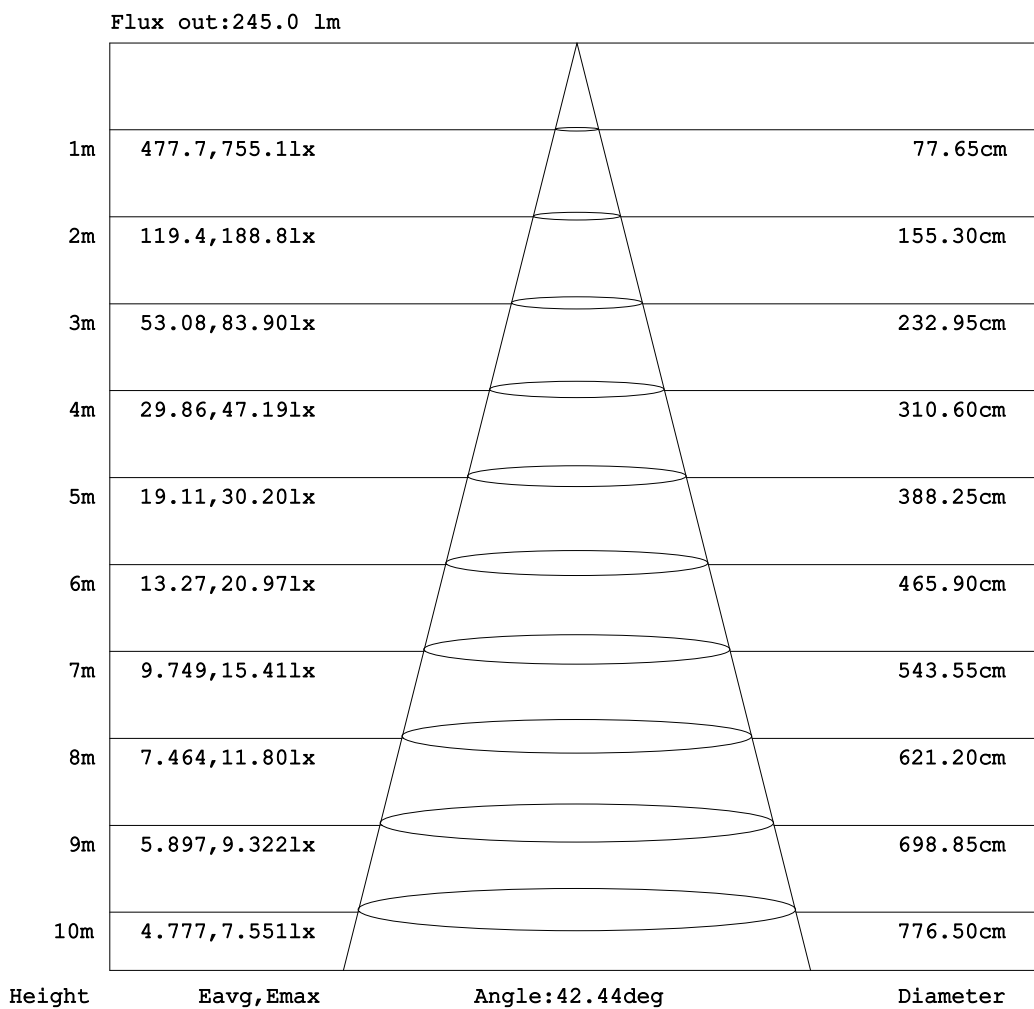 Flux out:245.0 lm
1m 477.7,755.1lx 77.65cm
2m 119.4,188.8lx 155.30cm
3m 53.08,83.90lx 232.95cm
4m 29.86,47.19lx 310.60cm
5m 19.11,30.20lx 388.25cm
6m 13.27,20.97lx 465.90cm
7m 9.749,15.41lx 543.55cm
8m 7.464,11.80lx 621.20cm
9m 5.897,9.322lx 698.85cm
10m 4.777,7.551lx 776.50cm
Height Eavg,Emax Angle:42.44deg Diameter